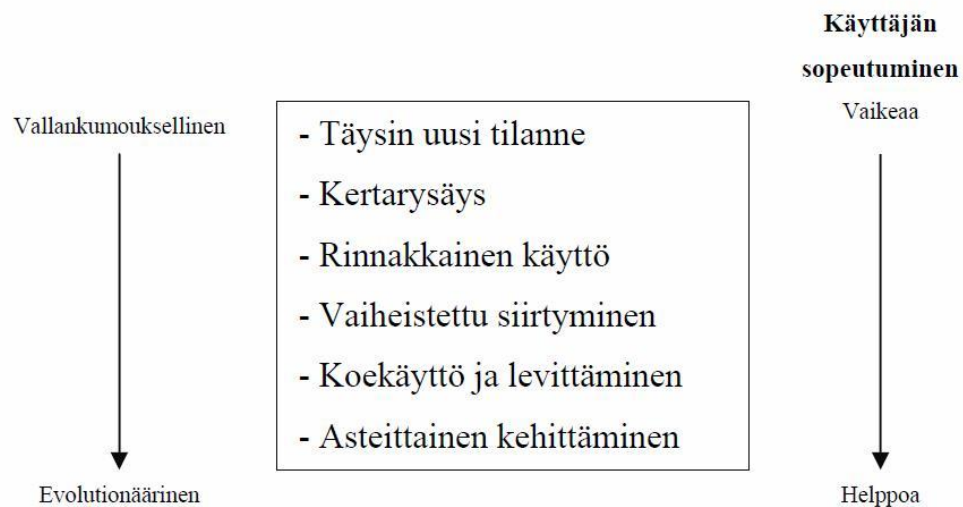 Käyttäjän
sopeutuminen
Vallankumouksellinen
Vaikeaa
- Täysin uusi tilanne
- Kertarysäys
- Rinnakkainen käyttö
- Vaiheistettu siirtyminen
- Koekäyttö ja levittäminen
- Asteittainen kehittäminen
Evolutionäärinen
Helppoa